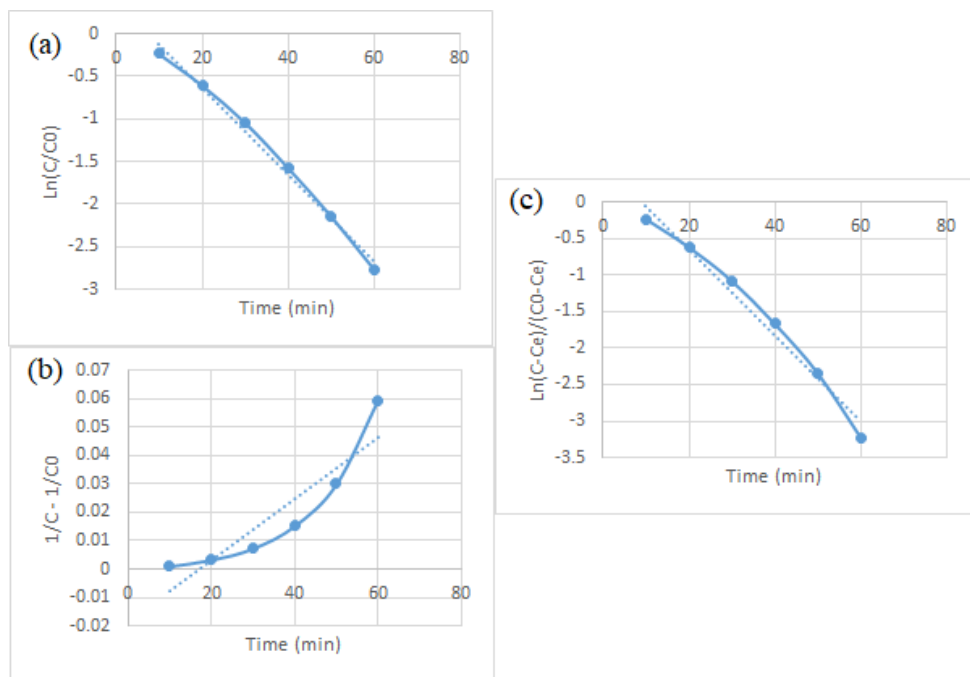 (a)
0
0 20 40 60 80
-0.5
-1
-1.5
-2
-2.5
-3
Ln(C/C0)
Time (min)
(b)
0.07
0.06
0.05
0.04
0.03
0.02
0.01
0
-0.01
-0.02
0 20 40 60 80
1/C - 1/C0
Time (min)
(c)
0
0 20 40 60 80
-0.5
-1
-1.5
-2
-2.5
-3
-3.5
Ln(C-Ce)/(C0-Ce)
Time (min)